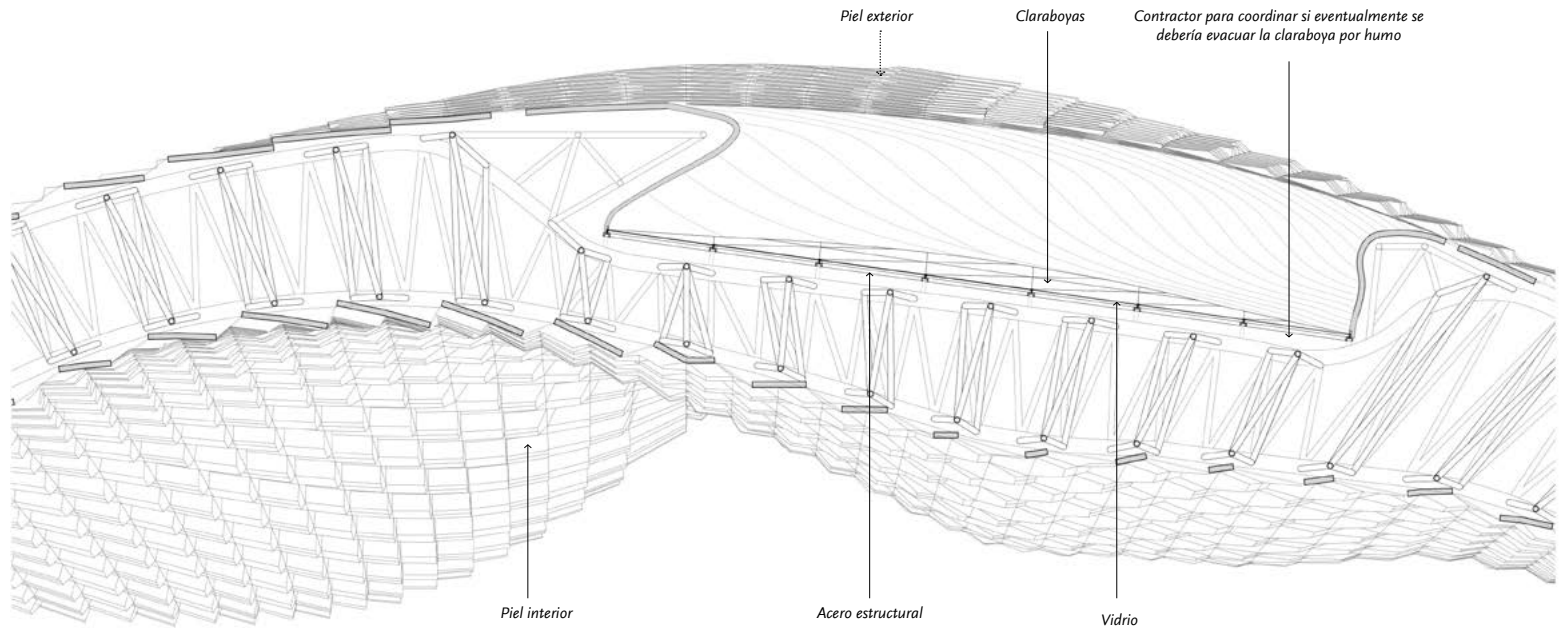 Piel exterior
Claraboyas
Contractor para coordinar si eventualmente se
debería evacuar la claraboya por humo
Piel interior
Acero estructural
Vidrio